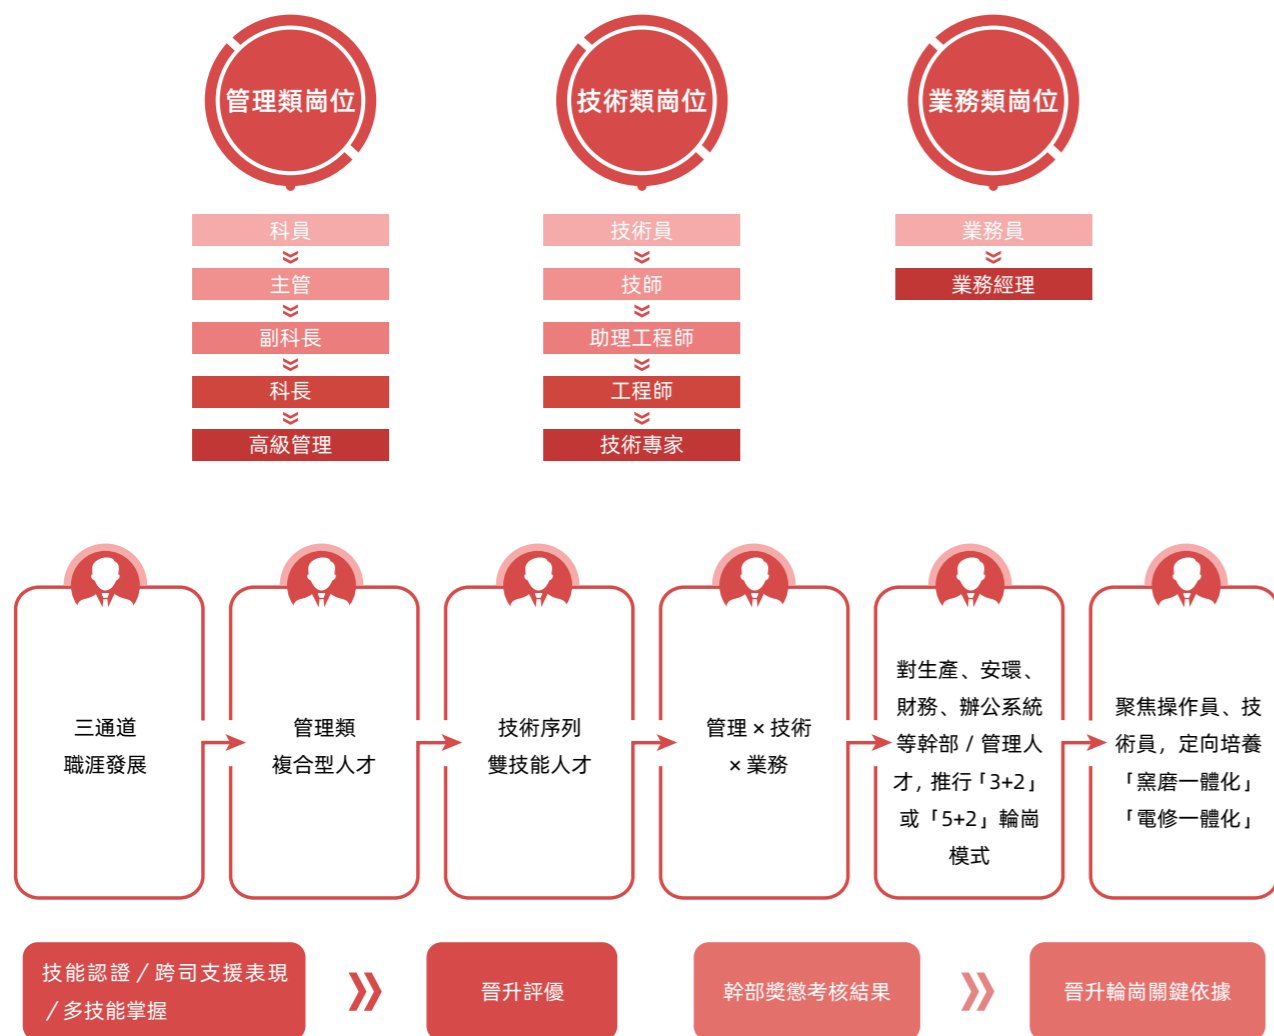 管理類崗位
科員
主管
副科長
科長
高級管理
技術類崗位
技術員
技師
助理工程師
工程師
技術專家
業務類崗位
業務員
業務經理
三通道
職涯發展
管理類
複合型人才
技術序列
雙技能人才
管理 × 技術
× 業務
對生產、安環、
財務、辦公系統
等幹部 / 管理人
才，推行「3+2」
或「5+2」輪崗
模式
聚焦操作員、技
術員，定向培養
「窯磨一體化」
「電修一體化」
技能認證 / 跨司支援表現
/ 多技能掌握
晉升評優
幹部獎懲考核結果
晉升輪崗關鍵依據